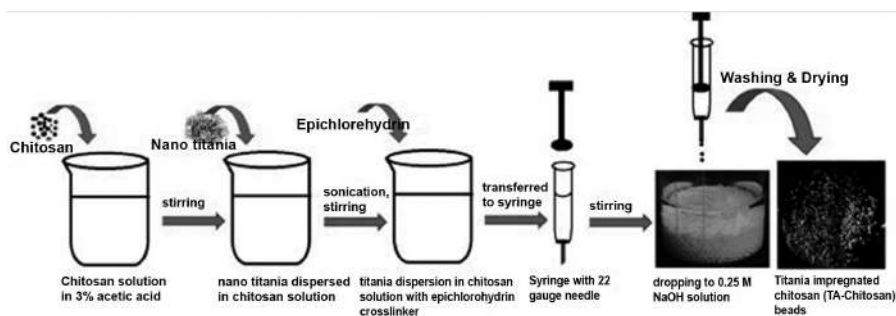 Chitosan
Nano titania
Epichlorehydrin
Washing & Drying
stirring
sonication,
stirring
transferred
to syringe
stirring
Chitosan solution
in 3% acetic acid
nano titania dispersed
in chitosan solution
titania dispersion in chitosan
solution with epichlorohydrin
crosslinker
Syringe with 22
gauge needle
dropping to 0.25 M
NaOH solution
Titania impregnated
chitosan (TA-Chitosan)
beads